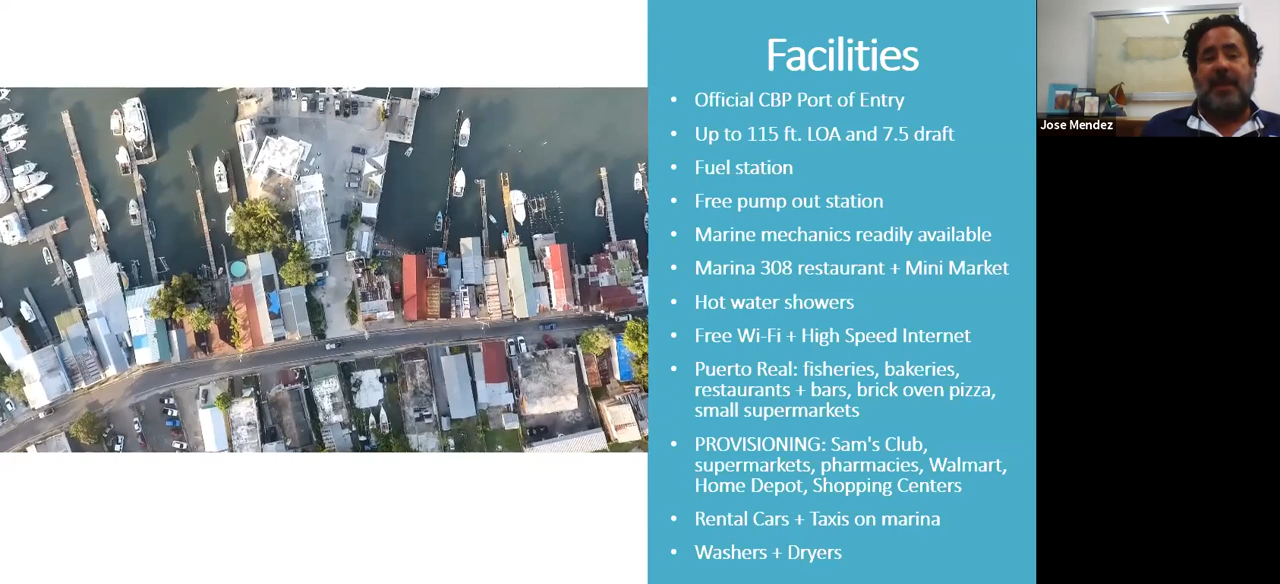 Facilities
• Official CBP Port of Entry
• Up to 115 ft. LOA and 7.5 draft
• Fuel station
• Free pump out station
• Marine mechanics readily available
• Marina 308 restaurant + Mini Market
• Hot water showers
• Free Wi-Fi + High Speed Internet
• Puerto Real: fisheries, bakeries,
restaurants + bars, brick oven pizza,
small supermarkets
• PROVISIONING: Sam's Club,
supermarkets, pharmacies, Walmart,
Home Depot, Shopping Centers
• Rental Cars + Taxis on marina
• Washers + Dryers
Jose Mendez